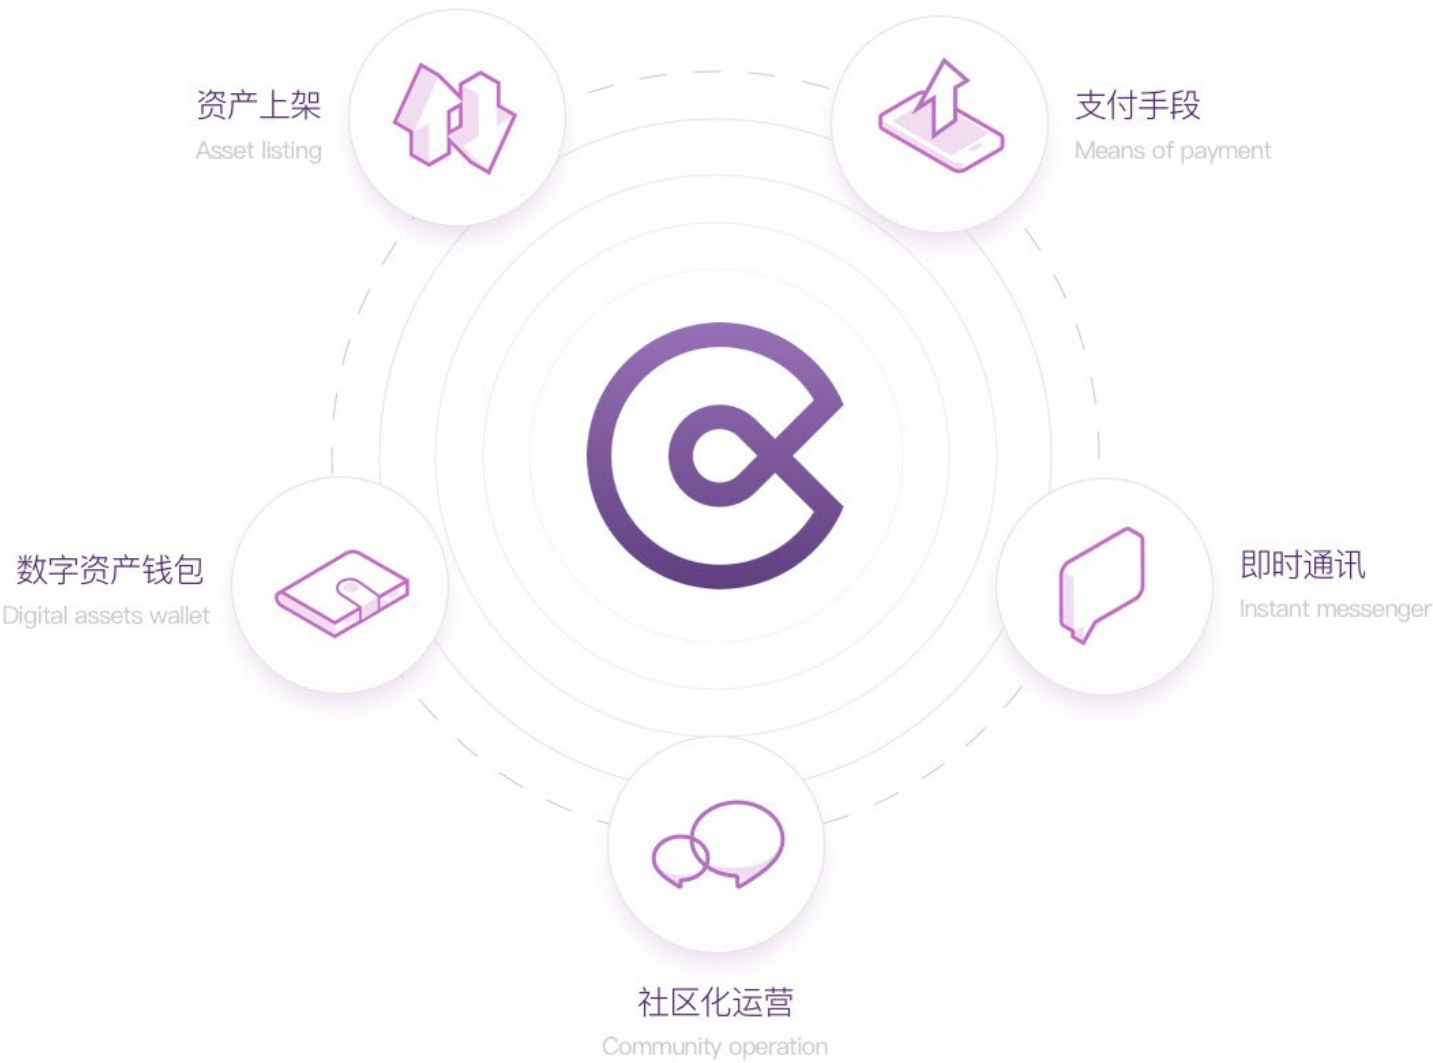 资产上架
Asset listing
支付手段
Means of payment
数字资产钱包
Digital assets wallet
即时通讯
Instant messenger
社区化运营
Community operation